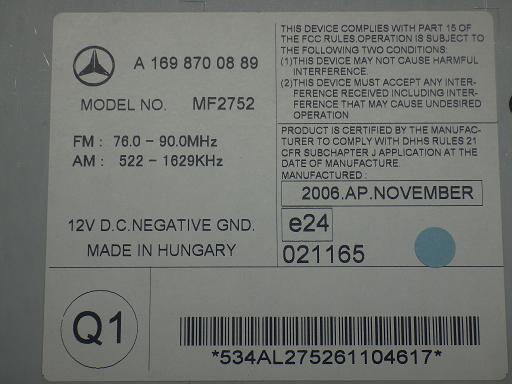 A 169 870 08 89
MODEL NO. MF2752
FM : 76.0 - 90.0MHz
AM : 522 - 1629KHz
12V D.C.NEGATIVE GND.
MADE IN HUNGARY
THIS DEVICE COMPLIES WITH PART 15 OF
THE FCC RULES.OPERATION IS SUBJECT TO
THE FOLLOWING TWO CONDITIONS:
(1)THIS DEVICE MAY NOT CAUSE HARMFUL
INTERFERENCE.
(2)THIS DEVICE MUST ACCEPT ANY INTER-
FERENCE RECEIVED INCLUDING INTER-
FERENCE THAT MAY CAUSE UNDESIRED
OPERATION
PRODUCT IS CERTIFIED BY THE MANUFAC-
TURER TO COMPLY WITH DHHS RULES 21
CFR SUBCHAPTER J APPLICATION AT THE
DATE OF MANUFACTURE.
MANUFACTURED :
2006.AP.NOVEMBER
e24
021165
Q1
*534AL275261104617*